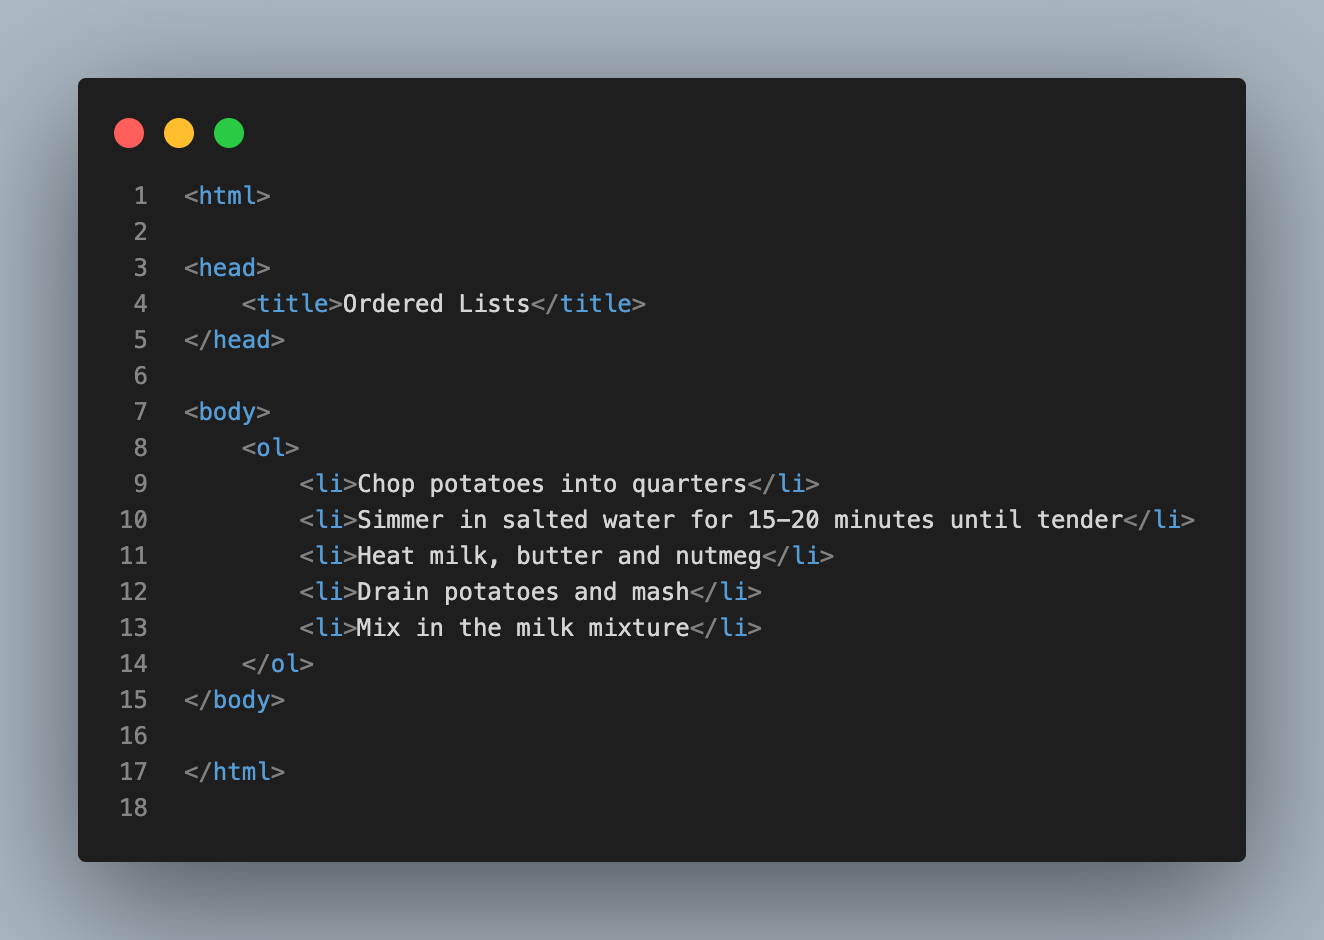 1 <html>
2
3 <head>
4     <title>Ordered Lists</title>
5 </head>
6
7 <body>
8     <ol>
9         <li>Chop potatoes into quarters</li>
10         <li>Simmer in salted water for 15-20 minutes until tender</li>
11         <li>Heat milk, butter and nutmeg</li>
12         <li>Drain potatoes and mash</li>
13         <li>Mix in the milk mixture</li>
14     </ol>
15 </body>
16
17 </html>
18